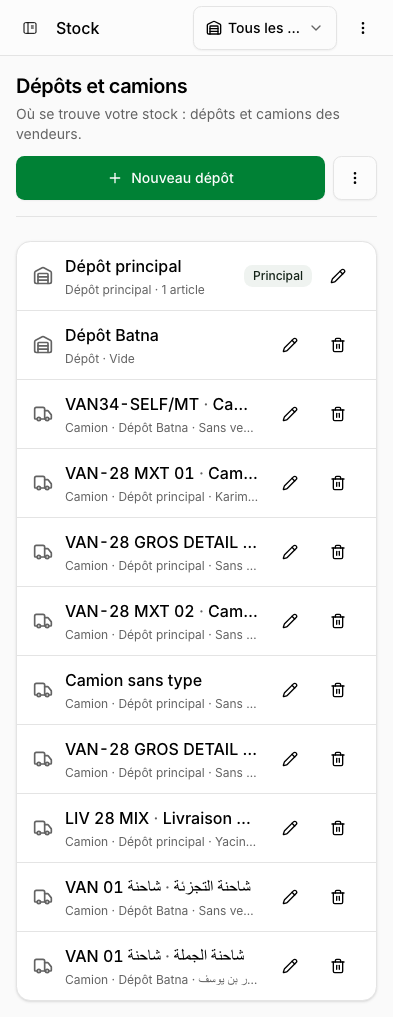 Stock
Tous les ...
Dépôts et camions
Où se trouve votre stock : dépôts et camions des
vendeurs.
+ Nouveau dépôt
Dépôt principal
Principal
Dépôt principal · 1 article
Dépôt Batna
Dépôt · Vide
VAN34-SELF/MT · Ca...
Camion · Dépôt Batna · Sans ve...
VAN-28 MXT 01 · Cam...
Camion · Dépôt principal · Karim...
VAN-28 GROS DETAIL ...
Camion · Dépôt principal · Sans ...
VAN-28 MXT 02 · Cam...
Camion · Dépôt principal · Sans ...
Camion sans type
Camion · Dépôt principal · Sans ...
VAN-28 GROS DETAIL ...
Camion · Dépôt principal · Sans ...
LIV 28 MIX · Livraison ...
Camion · Dépôt principal · Yacin...
VAN 01 شاحنة التجزئة · شاحنة
Camion · Dépôt Batna · Sans ve...
VAN 01 شاحنة الجملة · شاحنة
Camion · Dépôt Batna · ر بن يوسف...